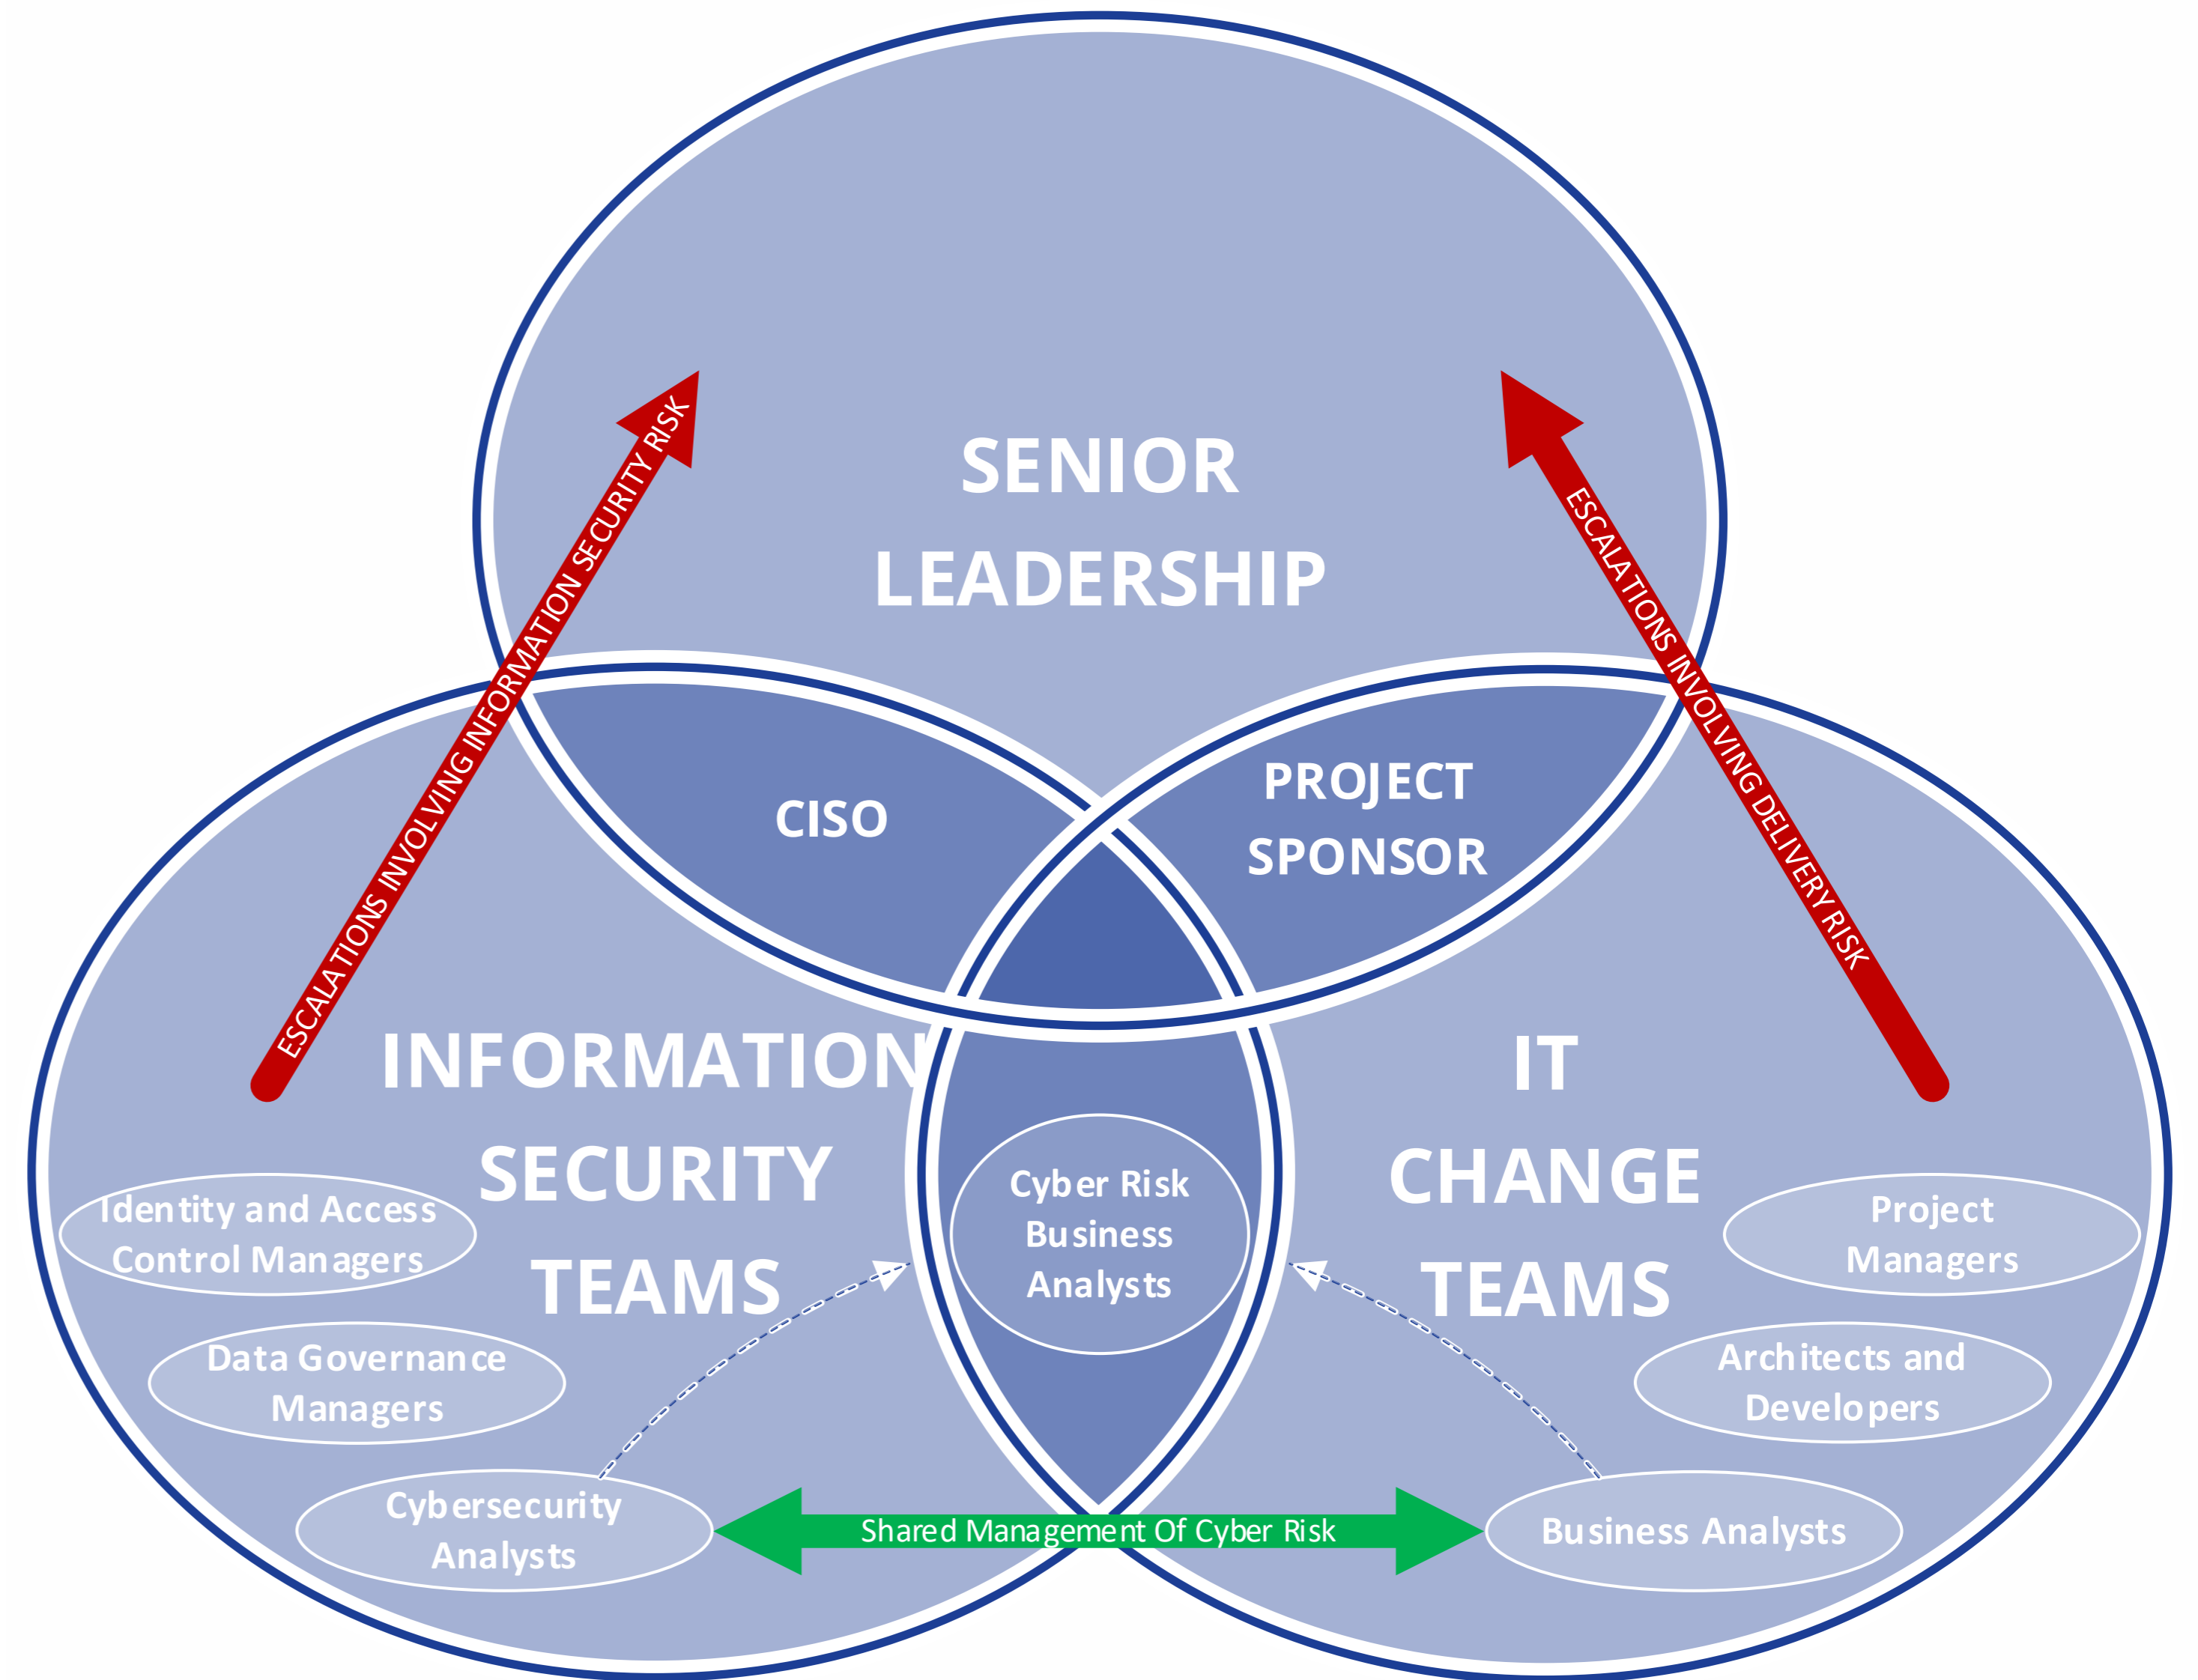 SENIOR
LEADERSHIP
ESCALATIONS INVOLVING INFORMATION SECURITY RISK
ESCALATIONS INVOLVING DELIVERY RISK
CISO
PROJECT
SPONSOR
INFORMATION
SECURITY
TEAMS
IT
CHANGE
TEAMS
Cyber Risk
Business
Analysts
Identity and Access
Control Managers
Data Governance
Managers
Cybersecurity
Analysts
Project
Managers
Architects and
Developers
Business Analysts
Shared Management Of Cyber Risk